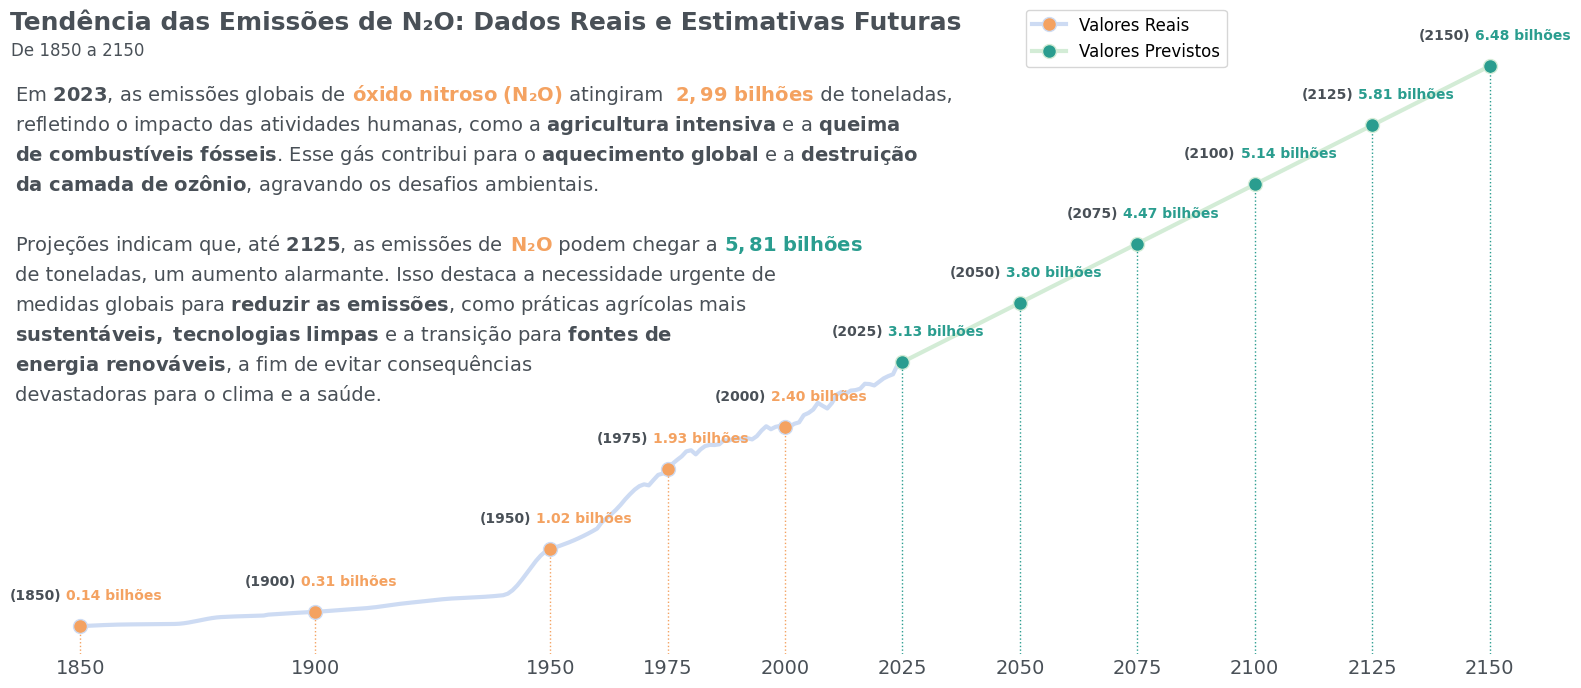 Tendência das Emissões de N₂O: Dados Reais e Estimativas Futuras
De 1850 a 2150
Valores Reais
Valores Previstos
Em 2023, as emissões globais de óxido nitroso (N₂O) atingiram 2, 99 bilhões de toneladas,
refletindo o impacto das atividades humanas, como a agricultura intensiva e a queima
de combustíveis fósseis. Esse gás contribui para o aquecimento global e a destruição
da camada de ozônio, agravando os desafios ambientais.
Projeções indicam que, até 2125, as emissões de N₂O podem chegar a 5, 81 bilhões
de toneladas, um aumento alarmante. Isso destaca a necessidade urgente de
medidas globais para reduzir as emissões, como práticas agrícolas mais
sustentáveis, tecnologias limpas e a transição para fontes de
energia renováveis, a fim de evitar consequências
devastadoras para o clima e a saúde.
(1850) 0.14 bilhões
(1900) 0.31 bilhões
(1950) 1.02 bilhões
(1975) 1.93 bilhões
(2000) 2.40 bilhões
(2025) 3.13 bilhões
(2050) 3.80 bilhões
(2075) 4.47 bilhões
(2100) 5.14 bilhões
(2125) 5.81 bilhões
(2150) 6.48 bilhões
1850 1900 1950 1975 2000 2025 2050 2075 2100 2125 2150